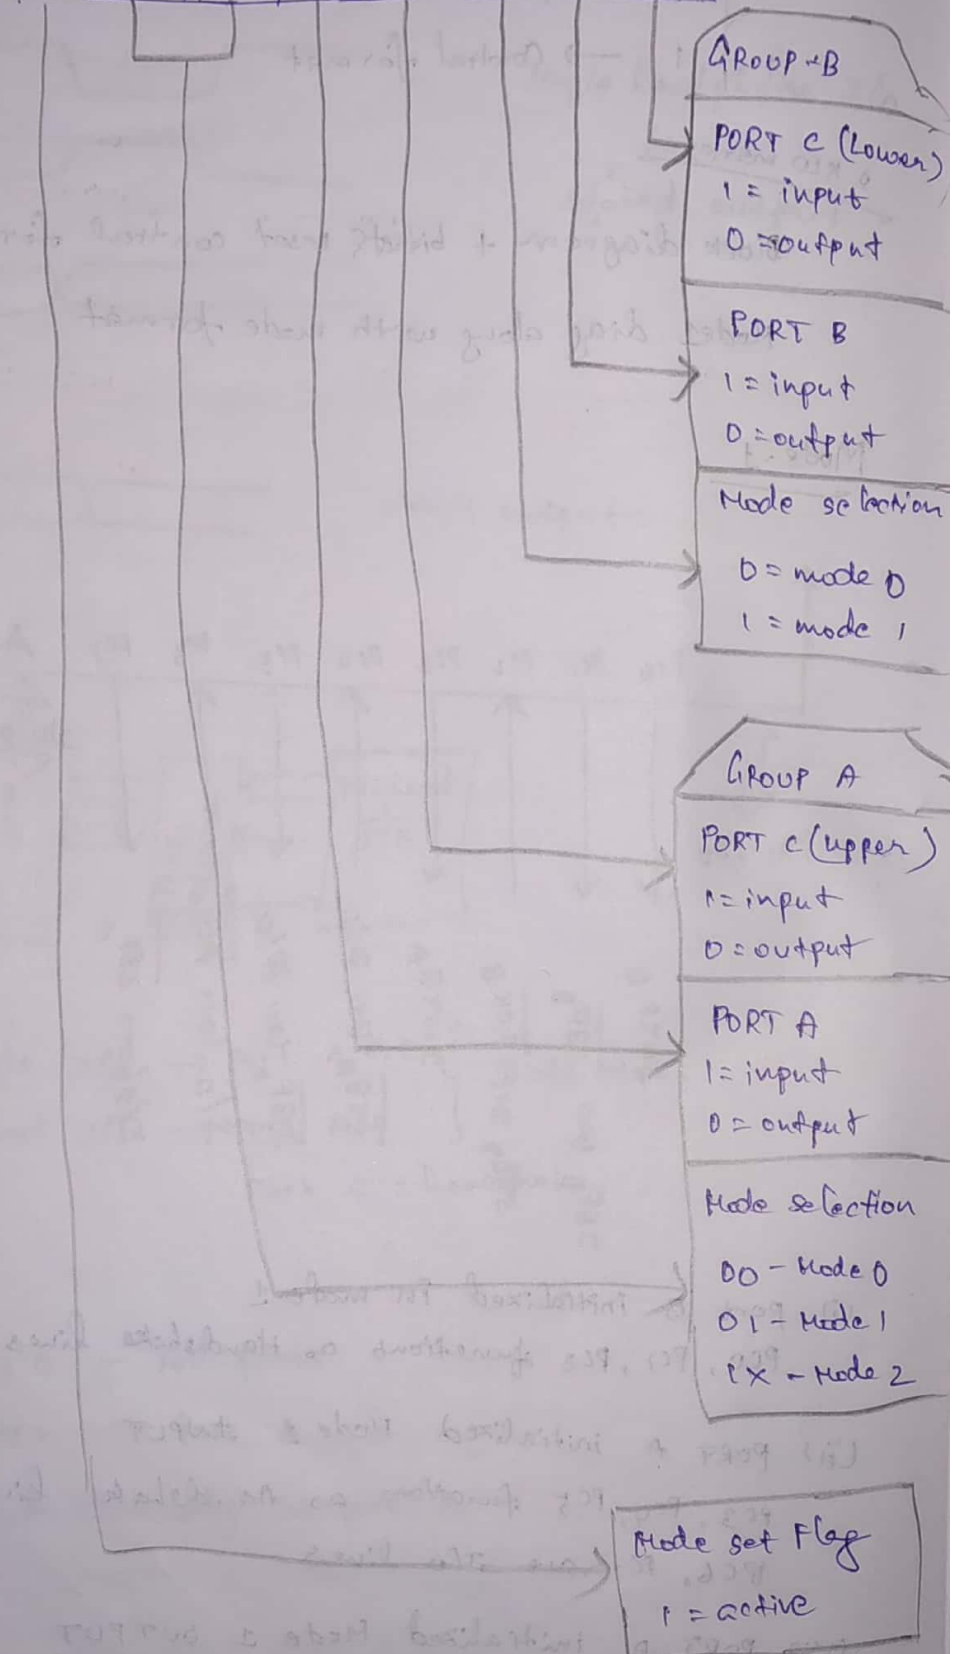 GROUP-B
PORT C (Lower)
1 = input
0 = output
PORT B
1 = input
0 = output
Mode selection
0 = mode 0
1 = mode 1
GROUP A
PORT C (upper)
1 = input
0 = output
PORT A
1 = input
0 = output
Mode selection
00 - Mode 0
01 - Mode 1
1X - Mode 2
Mode set Flag
1 = active